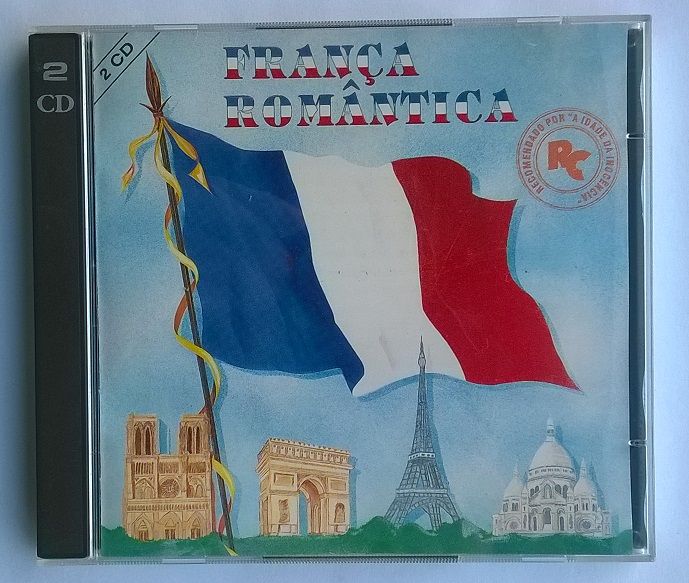 2
CD
2 CD
FRANÇA
ROMÂNTICA
RECOMENDADO POR "A IDADE DA INOCÊNCIA"
RC